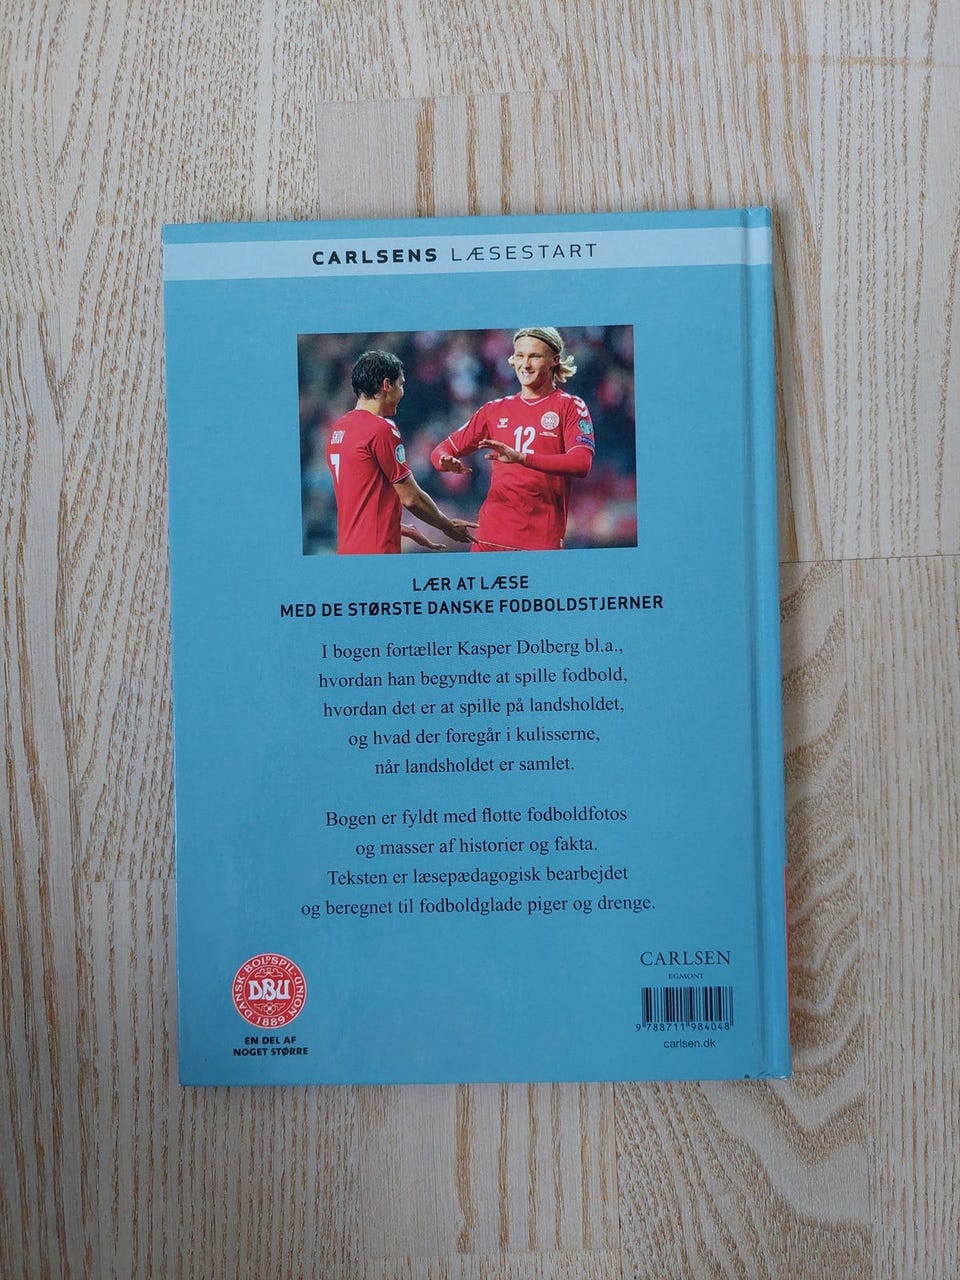 CARLSENS LÆSESTART
SKOV
7
12
LÆR AT LÆSE
MED DE STØRSTE DANSKE FODBOLDSTJERNER
I bogen fortæller Kasper Dolberg bl.a.,
hvordan han begyndte at spille fodbold,
hvordan det er at spille på landsholdet,
og hvad der foregår i kulisserne,
når landsholdet er samlet.
Bogen er fyldt med flotte fodboldfotos
og masser af historier og fakta.
Teksten er læsepædagogisk bearbejdet
og beregnet til fodboldglade piger og drenge.
DANSK BOLDSPIL-UNION
DBU
1889
EN DEL AF
NOGET STØRRE
CARLSEN
EGMONT
9 788711 984048
carlsen.dk